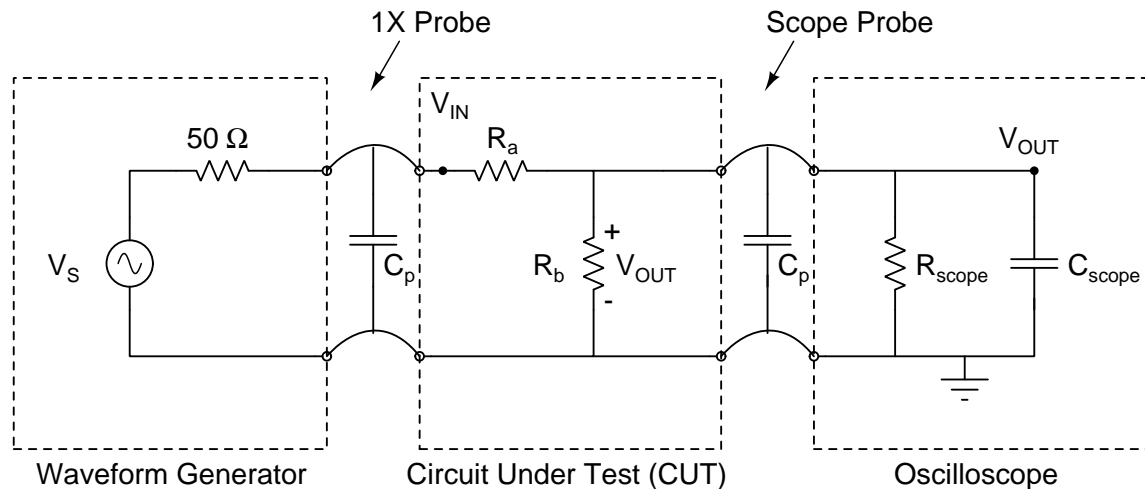 1X Probe
Scope Probe
V_IN
50 Ω
R_a
V_OUT
V_S
C_p
R_b
+
V_OUT
-
C_p
R_scope
C_scope
Waveform Generator
Circuit Under Test (CUT)
Oscilloscope